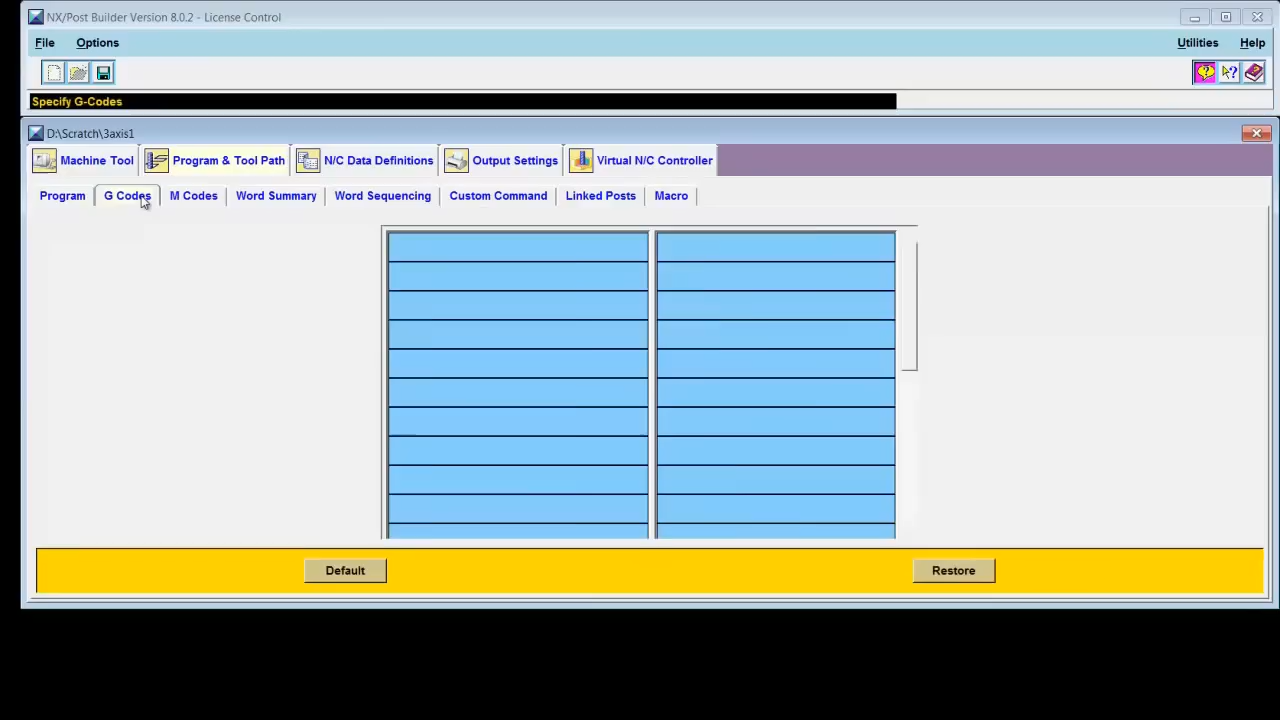 NX/Post Builder Version 8.0.2 - License Control
File Options Utilities Help
Specify G-Codes
D:\Scratch\3axis1
Machine Tool Program & Tool Path N/C Data Definitions Output Settings Virtual N/C Controller
Program G Codes M Codes Word Summary Word Sequencing Custom Command Linked Posts Macro
Default Restore